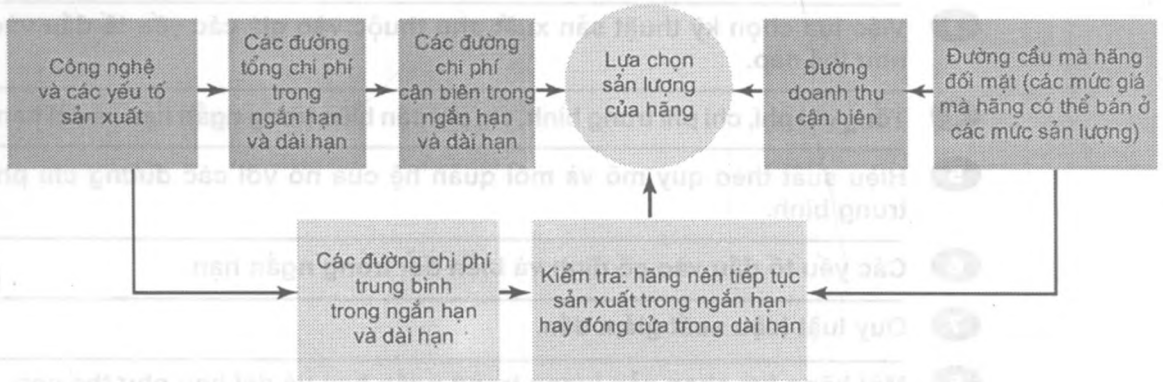 Công nghệ
và các yếu tố
sản xuất
Các đường
tổng chi phí
trong
ngắn hạn
và dài hạn
Các đường
chi phí
cận biên trong
ngắn hạn
và dài hạn
Lựa chọn
sản lượng
của hãng
Đường
doanh thu
cận biên
Đường cầu mà hãng
đối mặt (các mức giá
mà hãng có thể bán ở
các mức sản lượng)
Các đường chi phí
trung bình
trong ngắn hạn
và dài hạn
Kiểm tra: hãng nên tiếp tục
sản xuất trong ngắn hạn
hay đóng cửa trong dài hạn